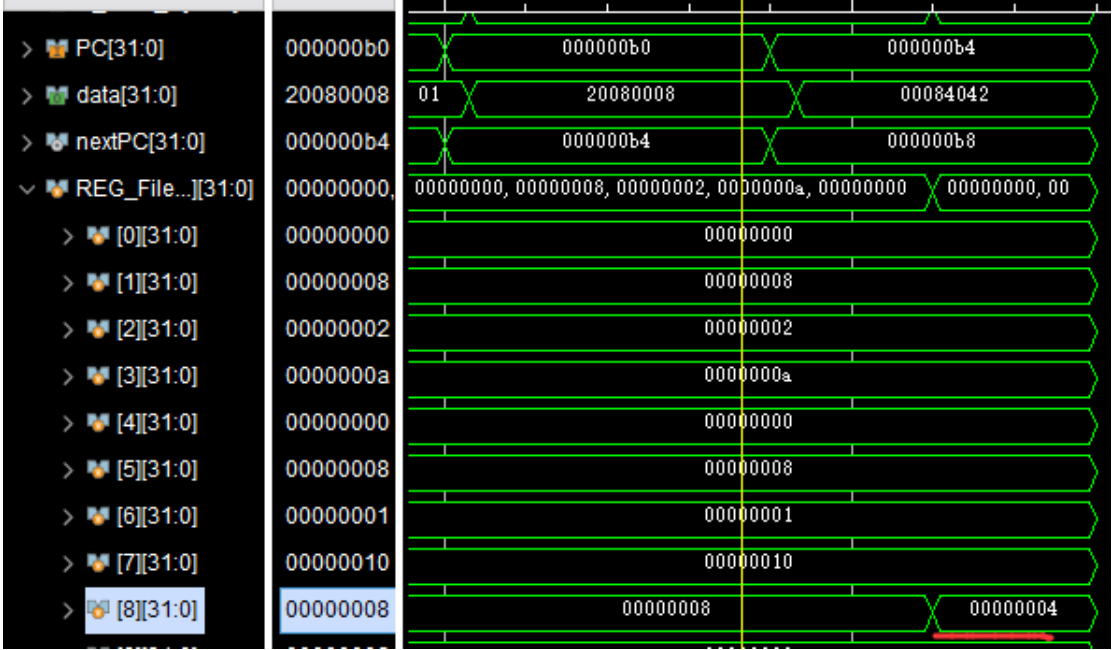 PC[31:0] 000000b0 000000b0 000000b4
data[31:0] 20080008 01 20080008 00084042
nextPC[31:0] 000000b4 000000b4 000000b8
REG_File...][31:0] 00000000, 00000000, 00000008, 00000002, 0000000a, 00000000 00000000, 00
[0][31:0] 00000000 00000000
[1][31:0] 00000008 00000008
[2][31:0] 00000002 00000002
[3][31:0] 0000000a 0000000a
[4][31:0] 00000000 00000000
[5][31:0] 00000008 00000008
[6][31:0] 00000001 00000001
[7][31:0] 00000010 00000010
[8][31:0] 00000008 00000008 00000004